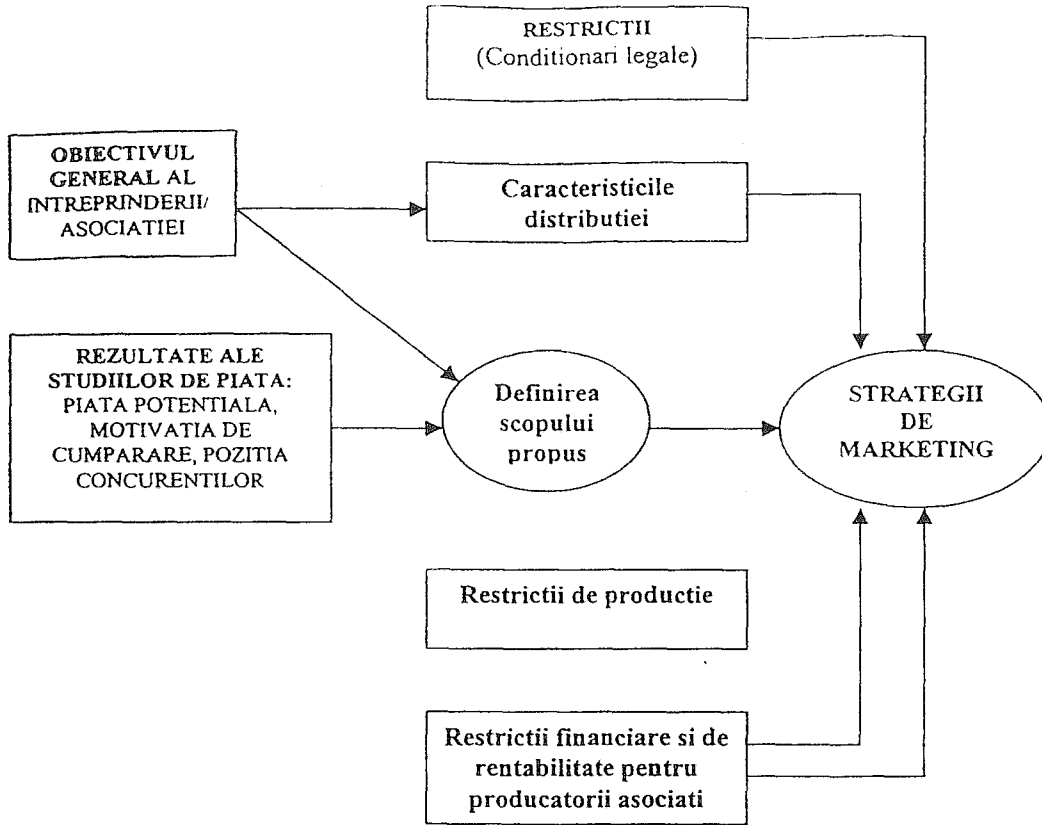 RESTRICTII
(Conditionari legale)
OBIECTIVUL
GENERAL AL
INTREPRINDERII/
ASOCIATIEI
Caracteristicile
distributiei
REZULTATE ALE
STUDIILOR DE PIATA:
PIATA POTENTIALA,
MOTIVATIA DE
CUMPARARE, POZITIA
CONCURENTILOR
Definirea
scopului
propus
STRATEGII
DE
MARKETING
Restrictii de productie
Restrictii financiare si de
rentabilitate pentru
producatorii asociati